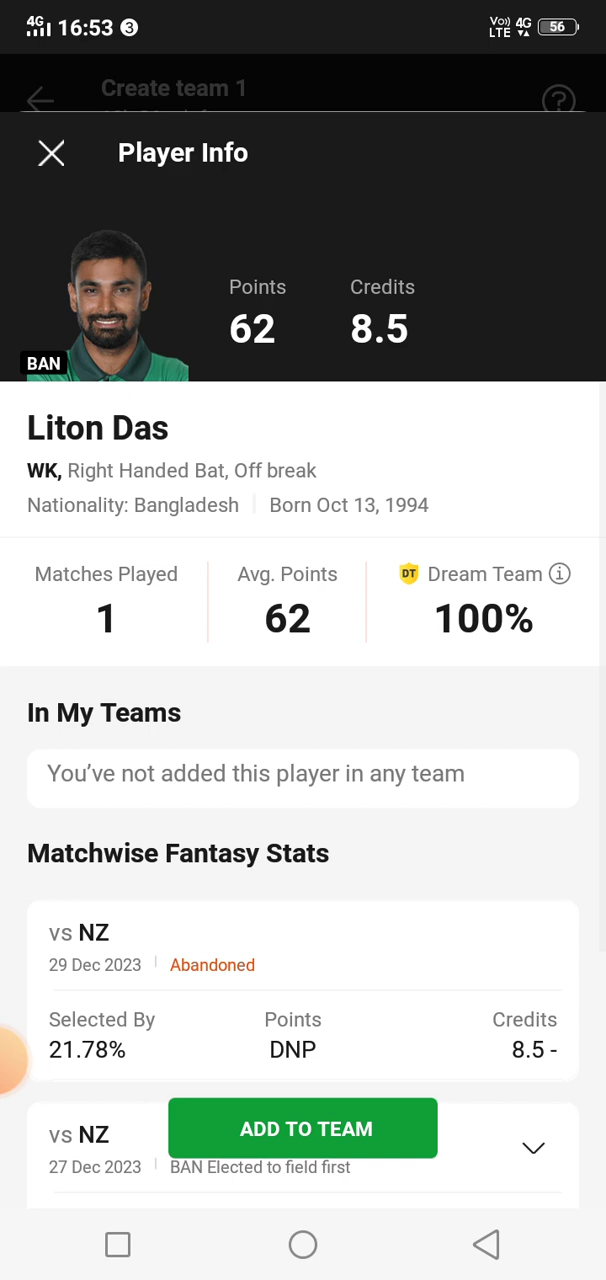 4G 16:53 3 Vo) LTE 4G 56
Create team 1
Player Info
Points Credits
62 8.5
BAN
Liton Das
WK, Right Handed Bat, Off break
Nationality: Bangladesh Born Oct 13, 1994
Matches Played Avg. Points DT Dream Team i
1 62 100%
In My Teams
You’ve not added this player in any team
Matchwise Fantasy Stats
vs NZ
29 Dec 2023 Abandoned
Selected By Points Credits
21.78% DNP 8.5 -
vs NZ
ADD TO TEAM
27 Dec 2023 BAN Elected to field first